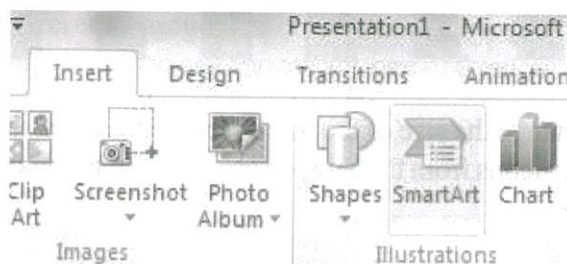 Presentation1 - Microsoft
Insert Design Transitions Animation
Clip Art Screenshot Photo Album Shapes SmartArt Chart
Images Illustrations